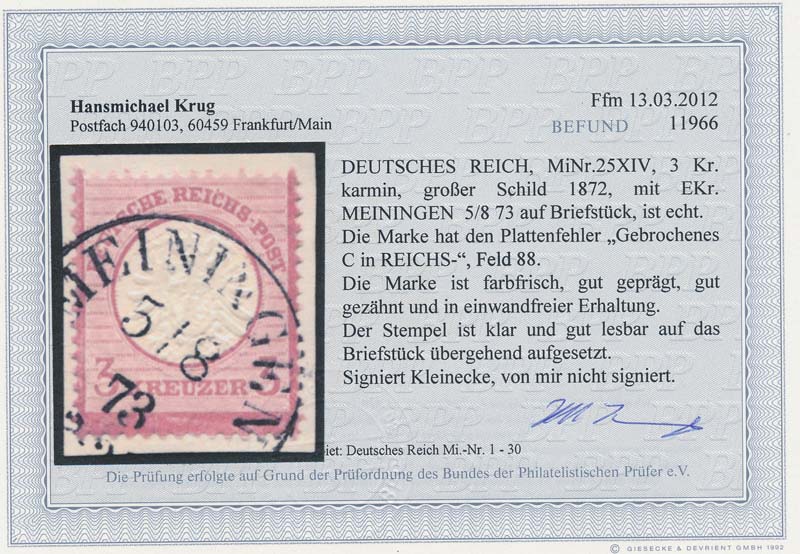 Hansmichael Krug
Postfach 940103, 60459 Frankfurt/Main
Ffm 13.03.2012
BEFUND 11966
DEUTSCHES REICH, MiNr.25XIV, 3 Kr.
karmin, großer Schild 1872, mit EKr.
MEININGEN 5/8 73 auf Briefstück, ist echt.
Die Marke hat den Plattenfehler „Gebrochenes
C in REICHS-“, Feld 88.
Die Marke ist farbfrisch, gut geprägt, gut
gezähnt und in einwandfreier Erhaltung.
Der Stempel ist klar und gut lesbar auf das
Briefstück übergehend aufgesetzt.
Signiert Kleinecke, von mir nicht signiert.
REICHS-POST
MEININGEN
5/8
73
3 KREUZER 3
iet: Deutsches Reich Mi.-Nr. 1 - 30
Die Prüfung erfolgte auf Grund der Prüfordnung des Bundes der Philatelistischen Prüfer e.V.
© GIESECKE & DEVRIENT GMBH 1992